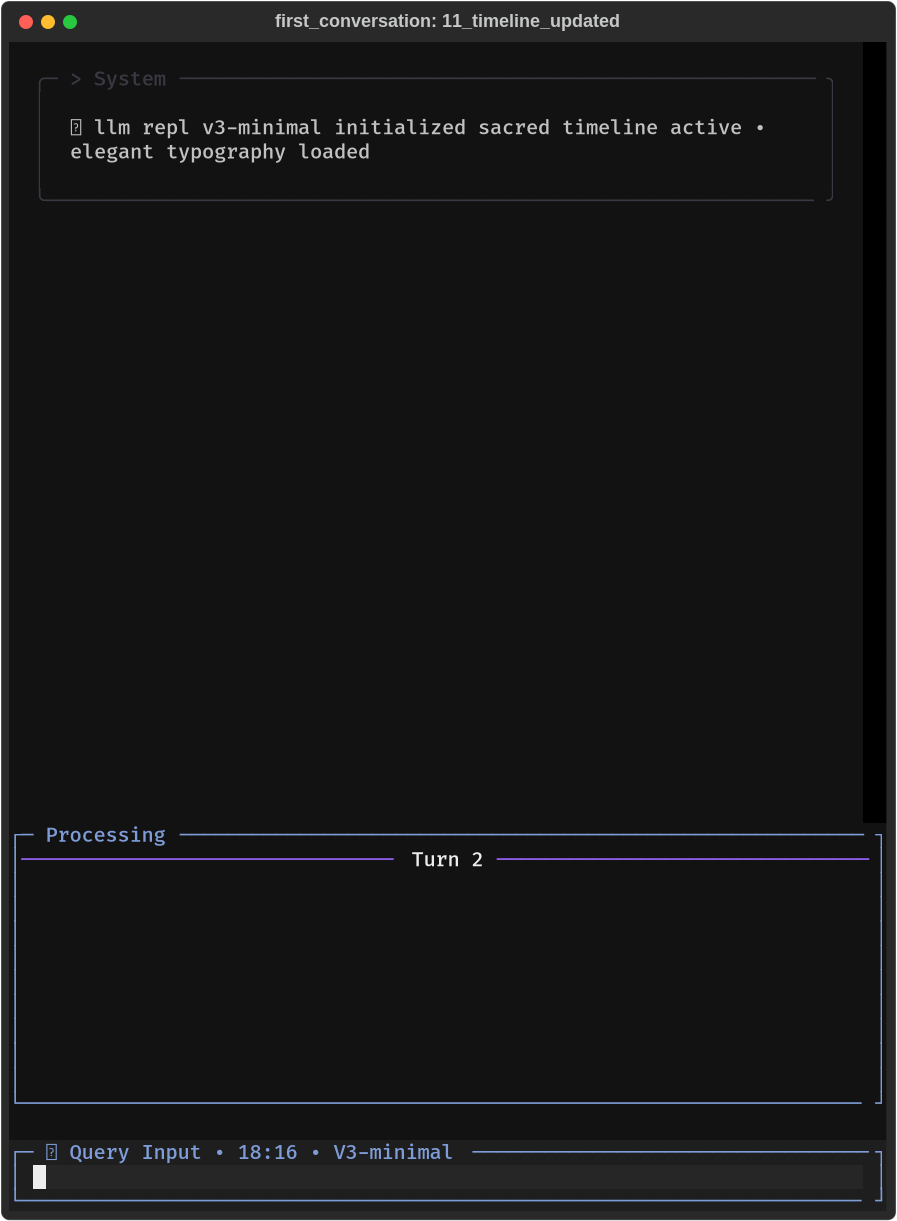 first_conversation: 11_timeline_updated
> System
llm repl v3-minimal initialized sacred timeline active •
elegant typography loaded
Processing
Turn 2
Query Input • 18:16 • V3-minimal